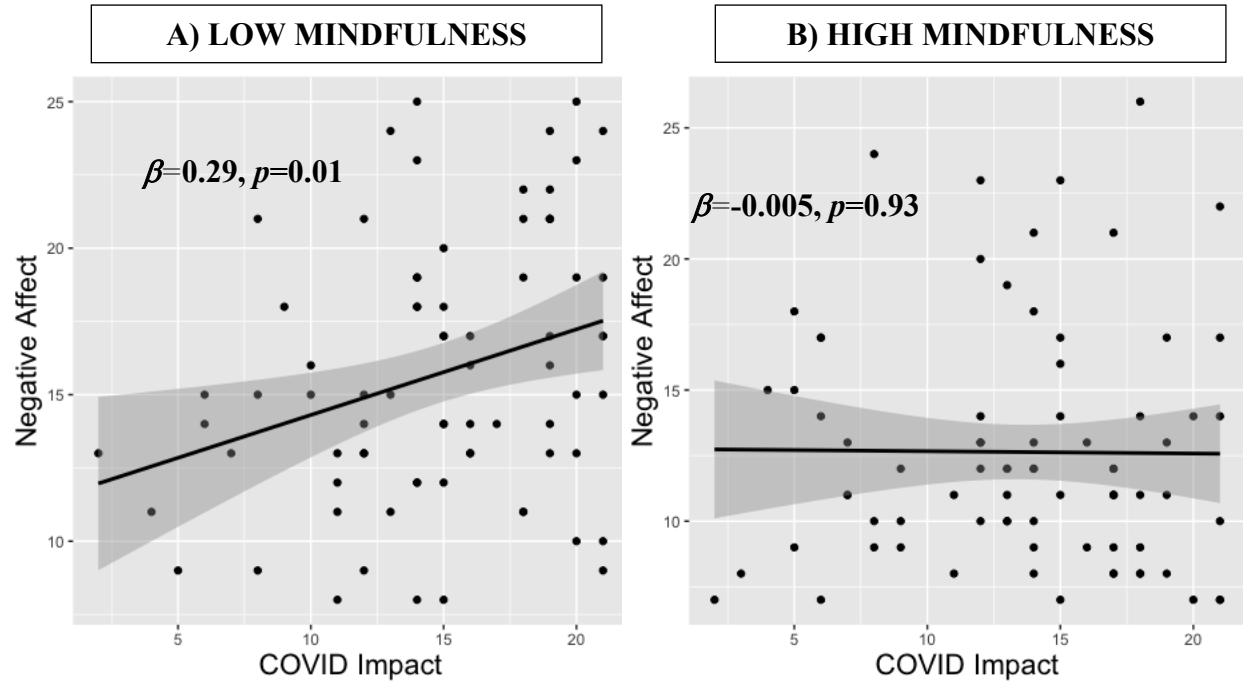 A) LOW MINDFULNESS
25
20
15
10
Negative Affect
β=0.29, p=0.01
5
10
15
20
COVID Impact
B) HIGH MINDFULNESS
25
20
15
10
Negative Affect
β=-0.005, p=0.93
5
10
15
20
COVID Impact